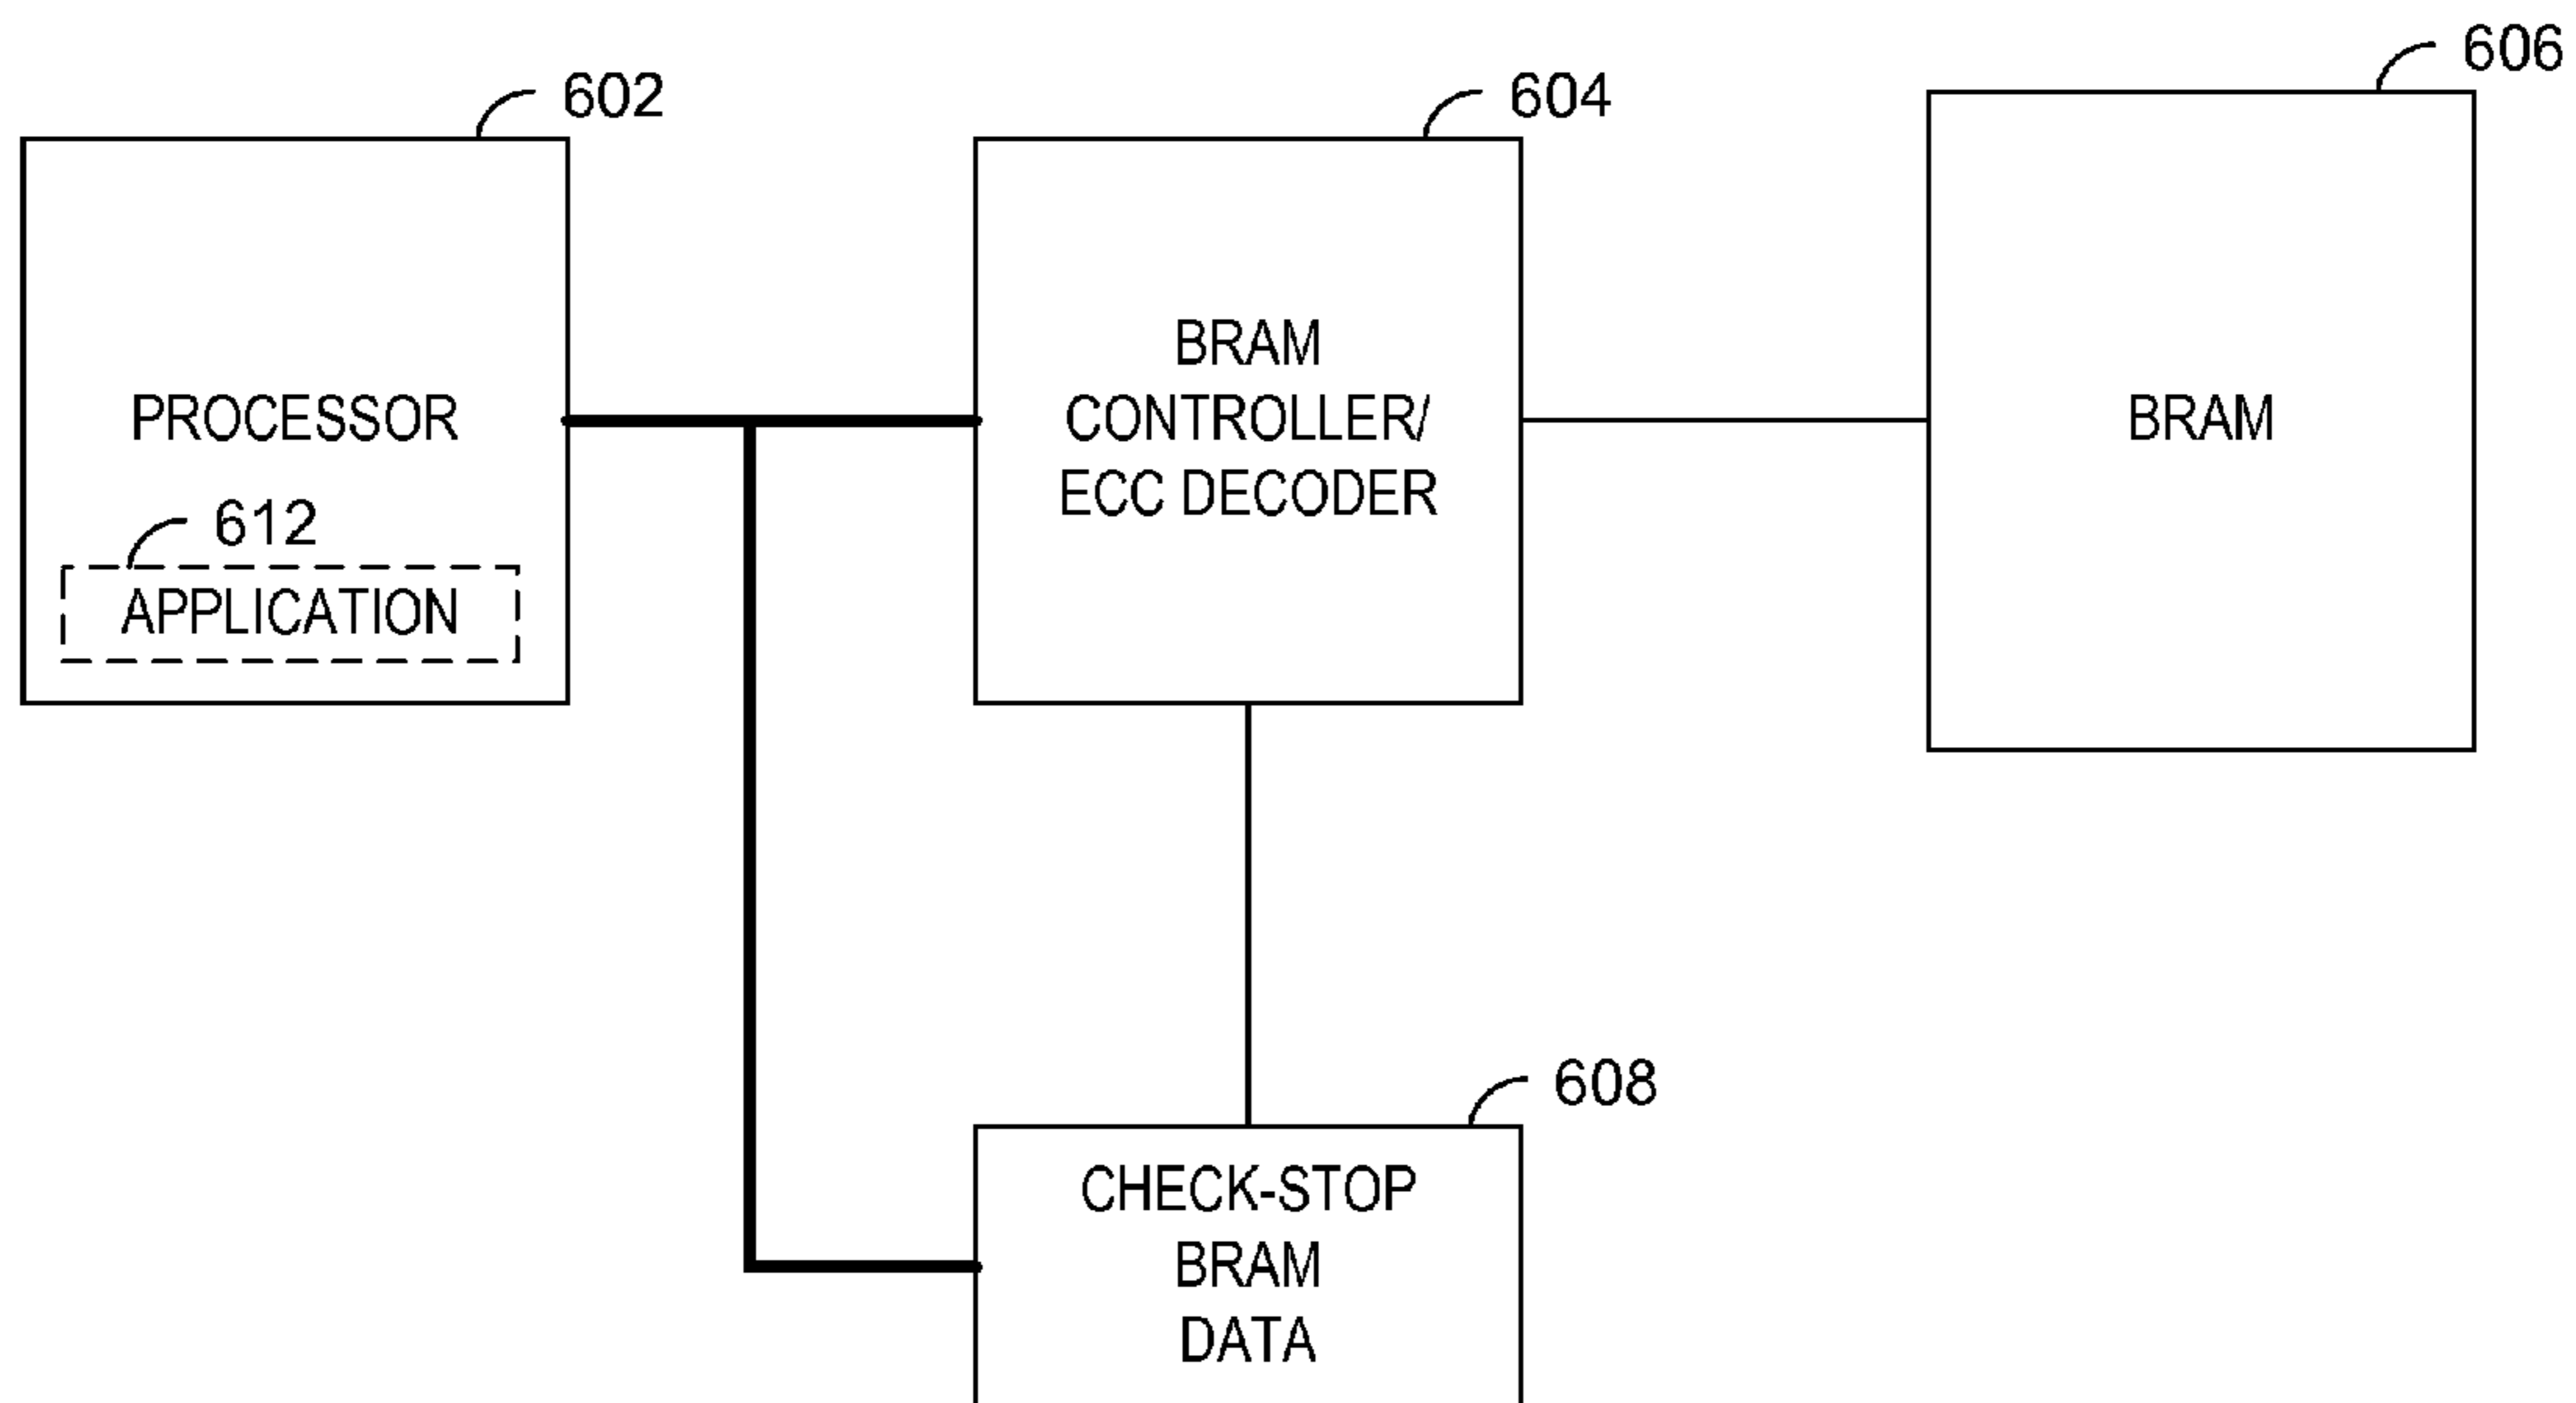 606
602
604
BRAM
CONTROLLER/
ECC DECODER
PROCESSOR
BRAM
612
APPLICATION
608
CHECK-STOP
BRAM
DATA